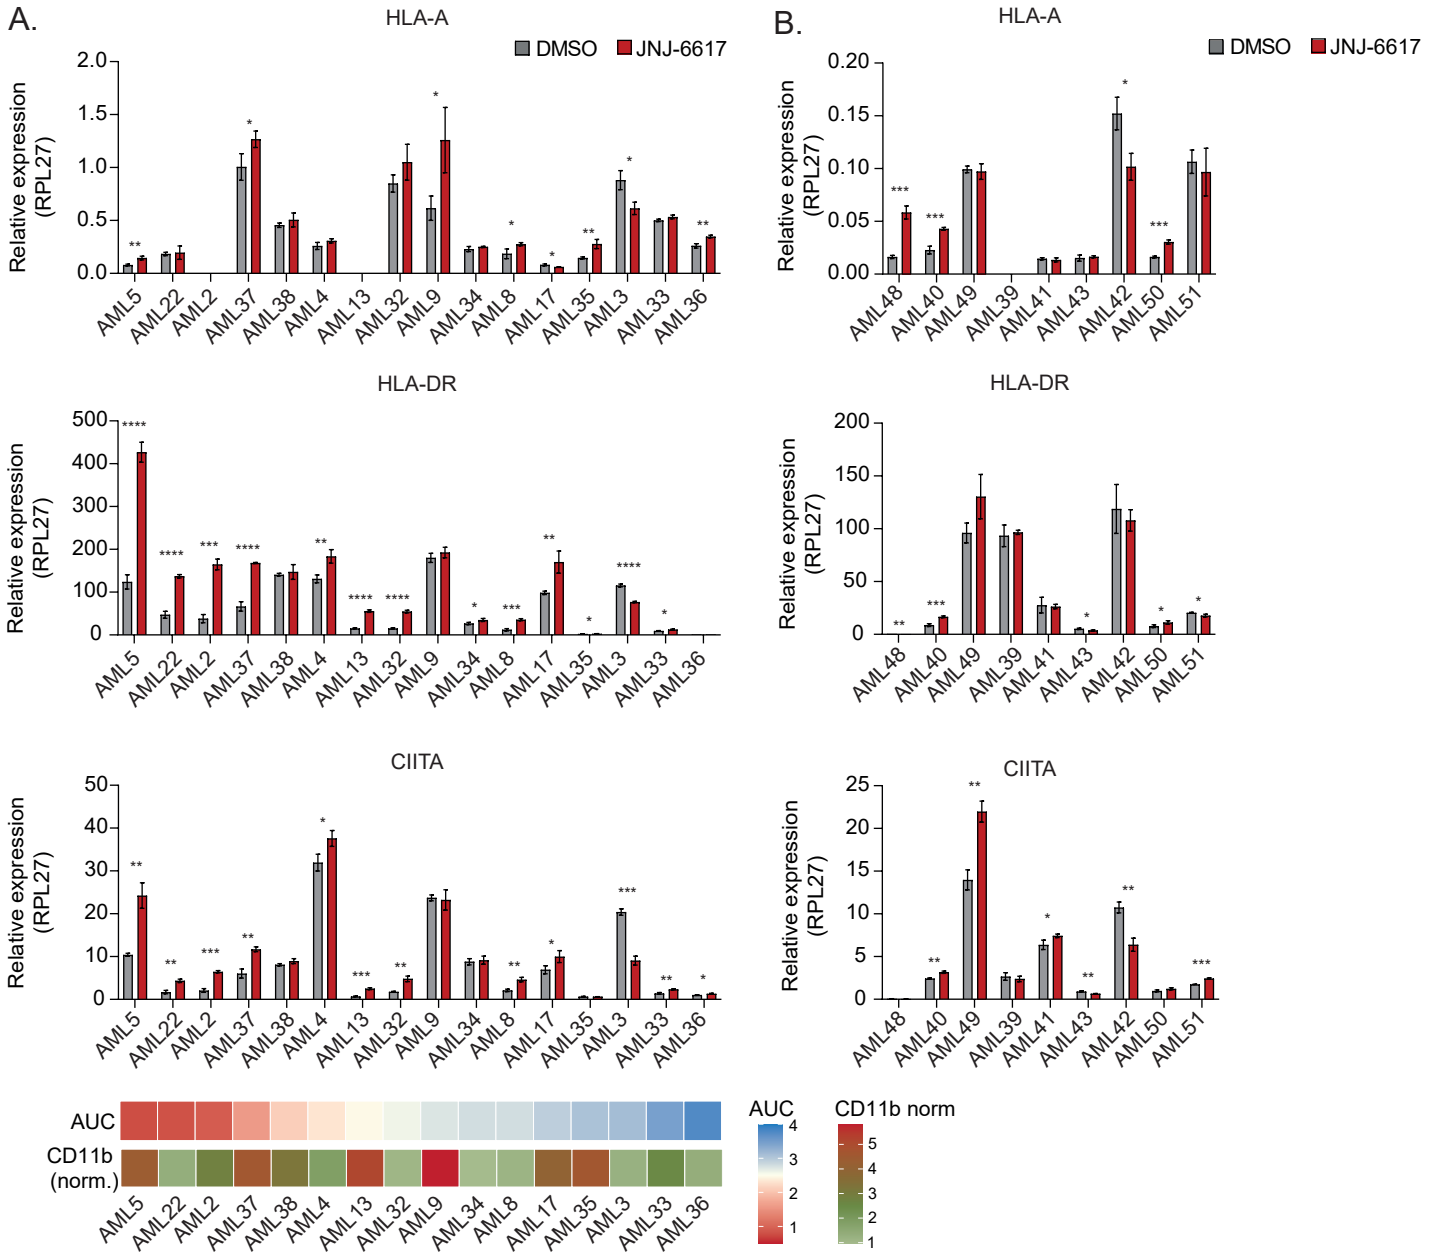 A.
HLA-A
DMSO JNJ-6617
Relative expression
(RPL27)
2.0
1.5
1.0
0.5
0.0
** * * * * ** * **
AML5 AML22 AML2 AML37 AML38 AML4 AML13 AML32 AML9 AML34 AML8 AML17 AML35 AML3 AML33 AML36
HLA-DR
Relative expression
(RPL27)
500
400
300
200
100
0
**** **** *** **** ** **** **** * *** ** * **** *
AML5 AML22 AML2 AML37 AML38 AML4 AML13 AML32 AML9 AML34 AML8 AML17 AML35 AML3 AML33 AML36
CIITA
Relative expression
(RPL27)
50
40
30
20
10
0
** ** *** ** * *** ** ** * *** ** *
AML5 AML22 AML2 AML37 AML38 AML4 AML13 AML32 AML9 AML34 AML8 AML17 AML35 AML3 AML33 AML36
AUC
CD11b
(norm.)
AML5 AML22 AML2 AML37 AML38 AML4 AML13 AML32 AML9 AML34 AML8 AML17 AML35 AML3 AML33 AML36
AUC
4
3
2
1
CD11b norm
5
4
3
2
1
B.
HLA-A
DMSO JNJ-6617
Relative expression
(RPL27)
0.20
0.15
0.10
0.05
0.00
*** *** * ***
AML48 AML40 AML49 AML39 AML41 AML43 AML42 AML50 AML51
HLA-DR
Relative expression
(RPL27)
200
150
100
50
0
** *** * * *
AML48 AML40 AML49 AML39 AML41 AML43 AML42 AML50 AML51
CIITA
Relative expression
(RPL27)
25
20
15
10
5
0
** ** * ** ** ***
AML48 AML40 AML49 AML39 AML41 AML43 AML42 AML50 AML51